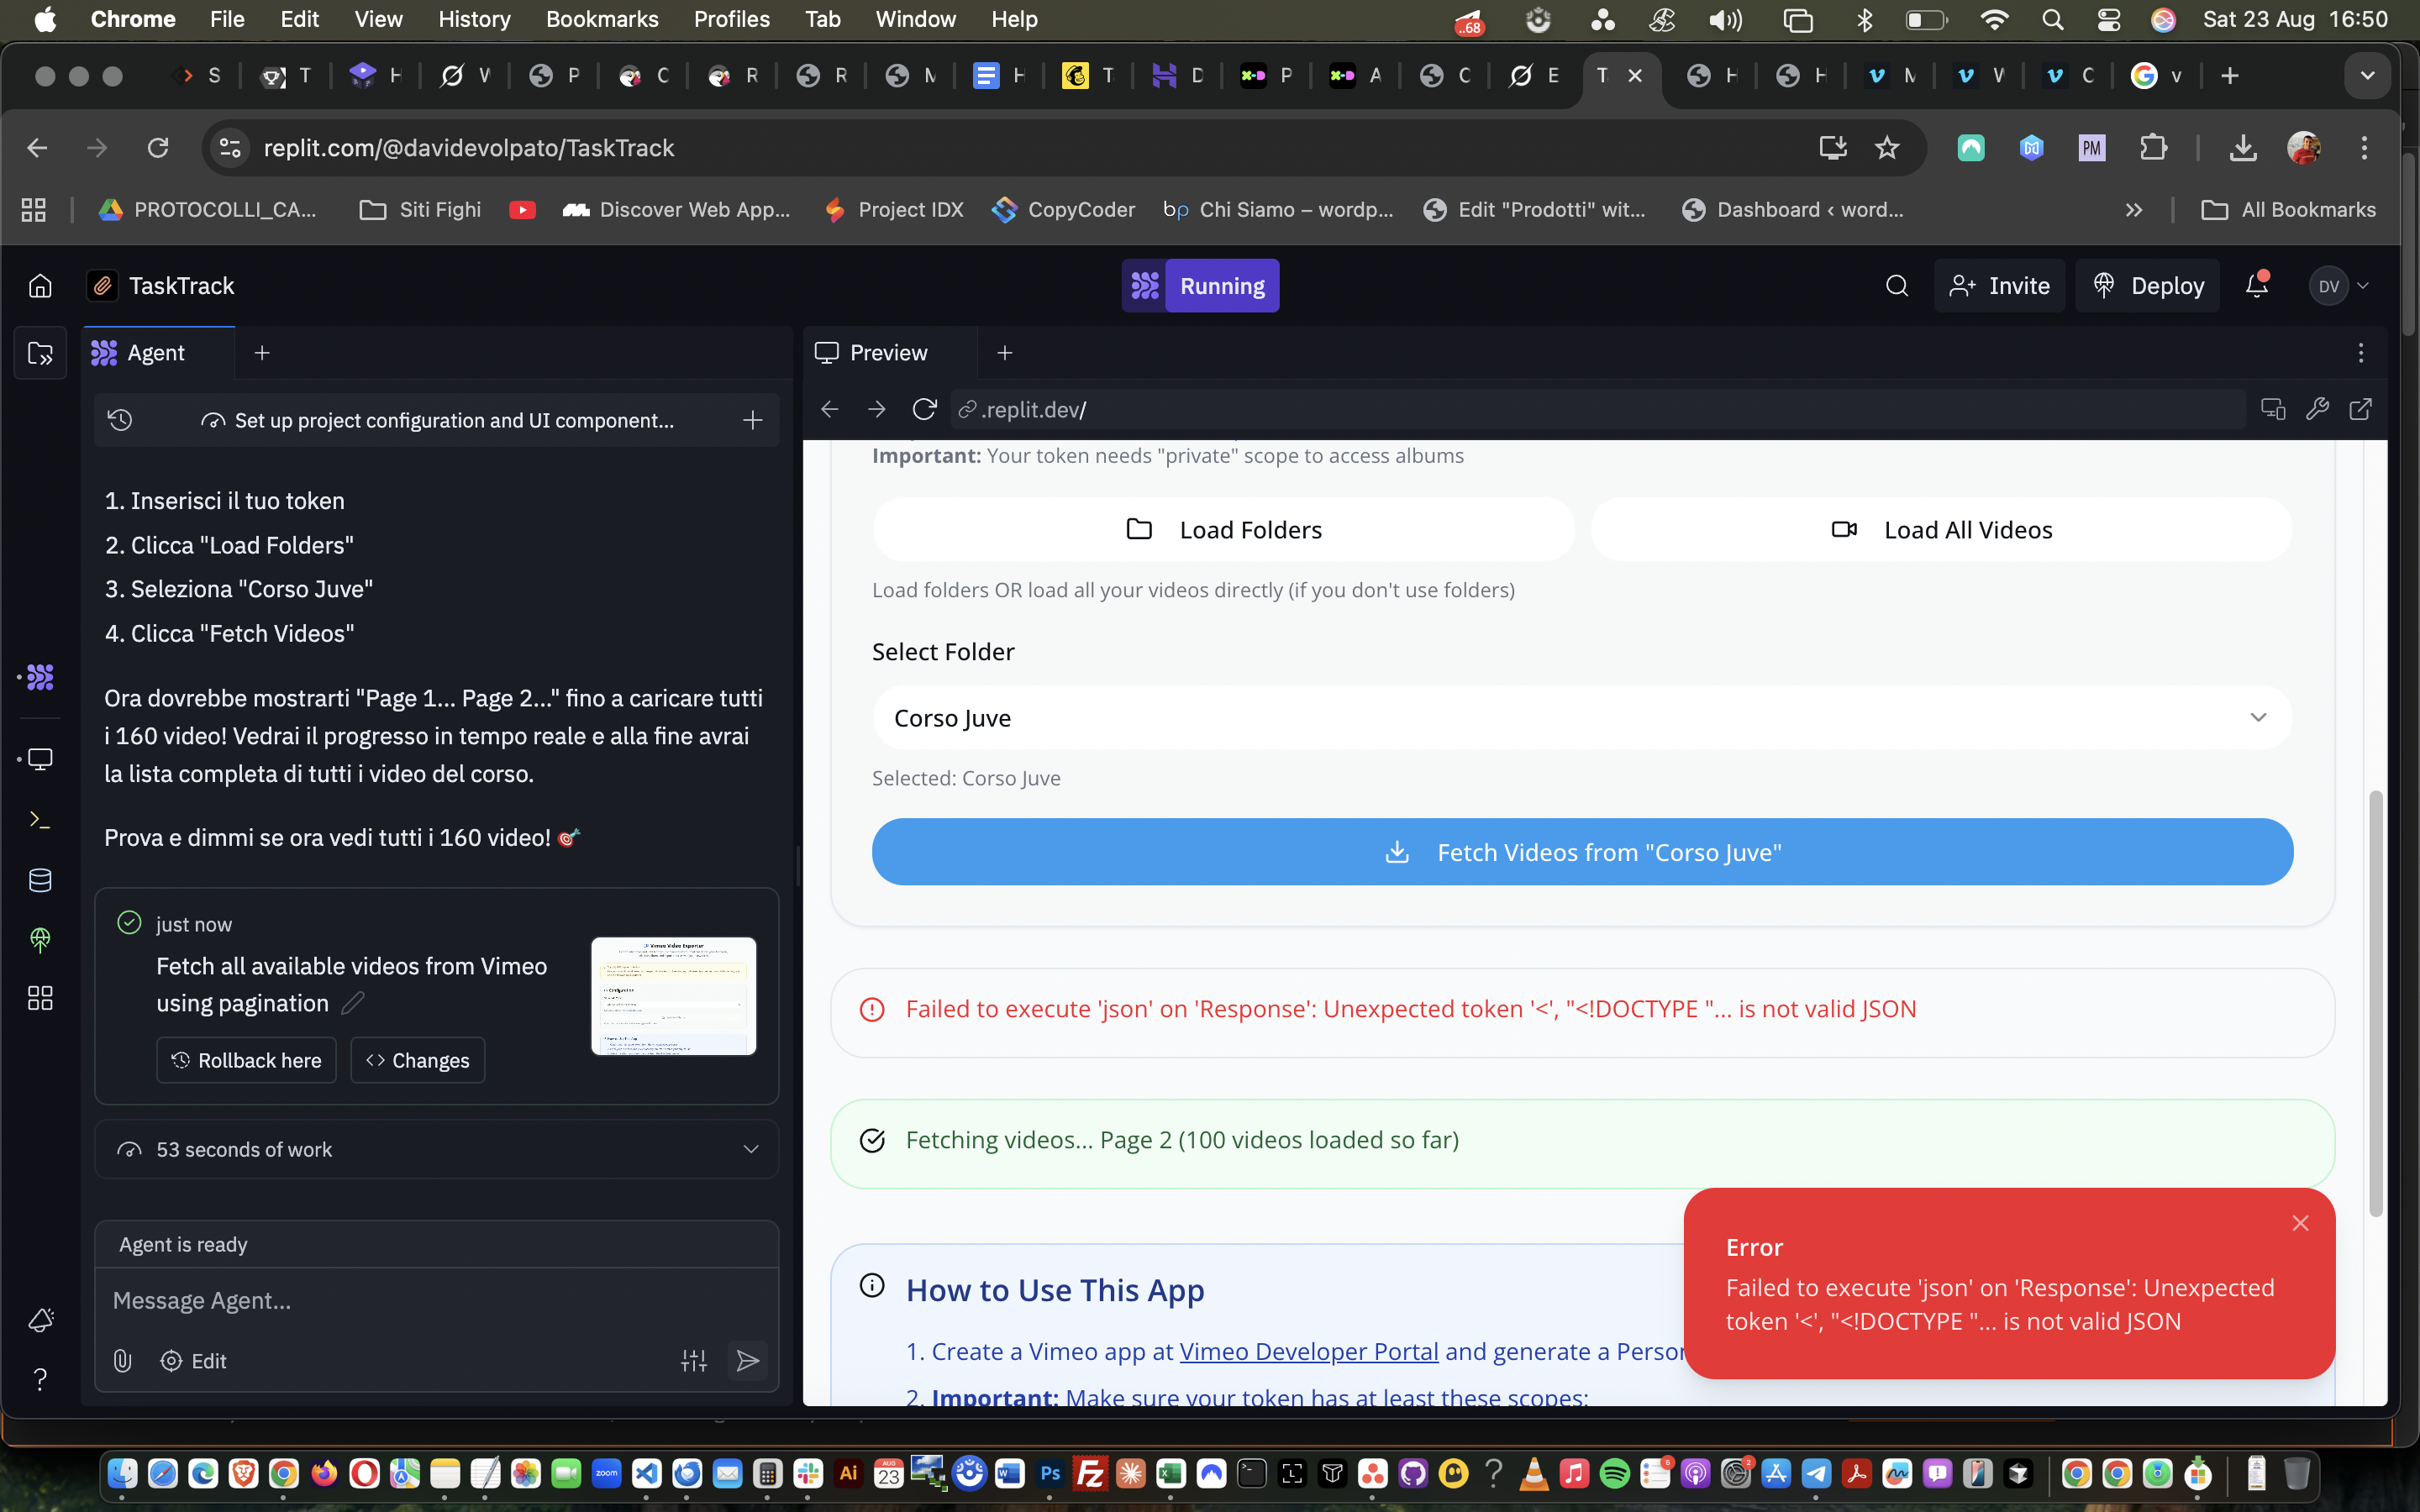 Chrome File Edit View History Bookmarks Profiles Tab Window Help ..68 Sat 23 Aug 16:50
S T H W P C R R M H T D P A C E T H H M W C v
replit.com/@davidevolpato/TaskTrack PM
PROTOCOLLI_CA... Siti Fighi Discover Web App... Project IDX CopyCoder bp Chi Siamo – wordp... Edit "Prodotti" wit... Dashboard ‹ word... All Bookmarks
TaskTrack Running Invite Deploy DV
Agent
Preview
Set up project configuration and UI component...
.replit.dev/
1. Inserisci il tuo token
2. Clicca "Load Folders"
3. Seleziona "Corso Juve"
4. Clicca "Fetch Videos"
Ora dovrebbe mostrarti "Page 1... Page 2..." fino a caricare tutti
i 160 video! Vedrai il progresso in tempo reale e alla fine avrai
la lista completa di tutti i video del corso.
Prova e dimmi se ora vedi tutti i 160 video! 🎯
just now
Fetch all available videos from Vimeo
using pagination
Rollback here Changes
53 seconds of work
Agent is ready
Message Agent...
Edit
Important: Your token needs "private" scope to access albums
Load Folders Load All Videos
Load folders OR load all your videos directly (if you don't use folders)
Select Folder
Corso Juve
Selected: Corso Juve
Fetch Videos from "Corso Juve"
Failed to execute 'json' on 'Response': Unexpected token '<', "<!DOCTYPE "... is not valid JSON
Fetching videos... Page 2 (100 videos loaded so far)
How to Use This App
1. Create a Vimeo app at Vimeo Developer Portal and generate a Person
2. Important: Make sure your token has at least these scopes:
Error
Failed to execute 'json' on 'Response': Unexpected
token '<', "<!DOCTYPE "... is not valid JSON
zoom Ai AUG 23 Ps Fz 6 2